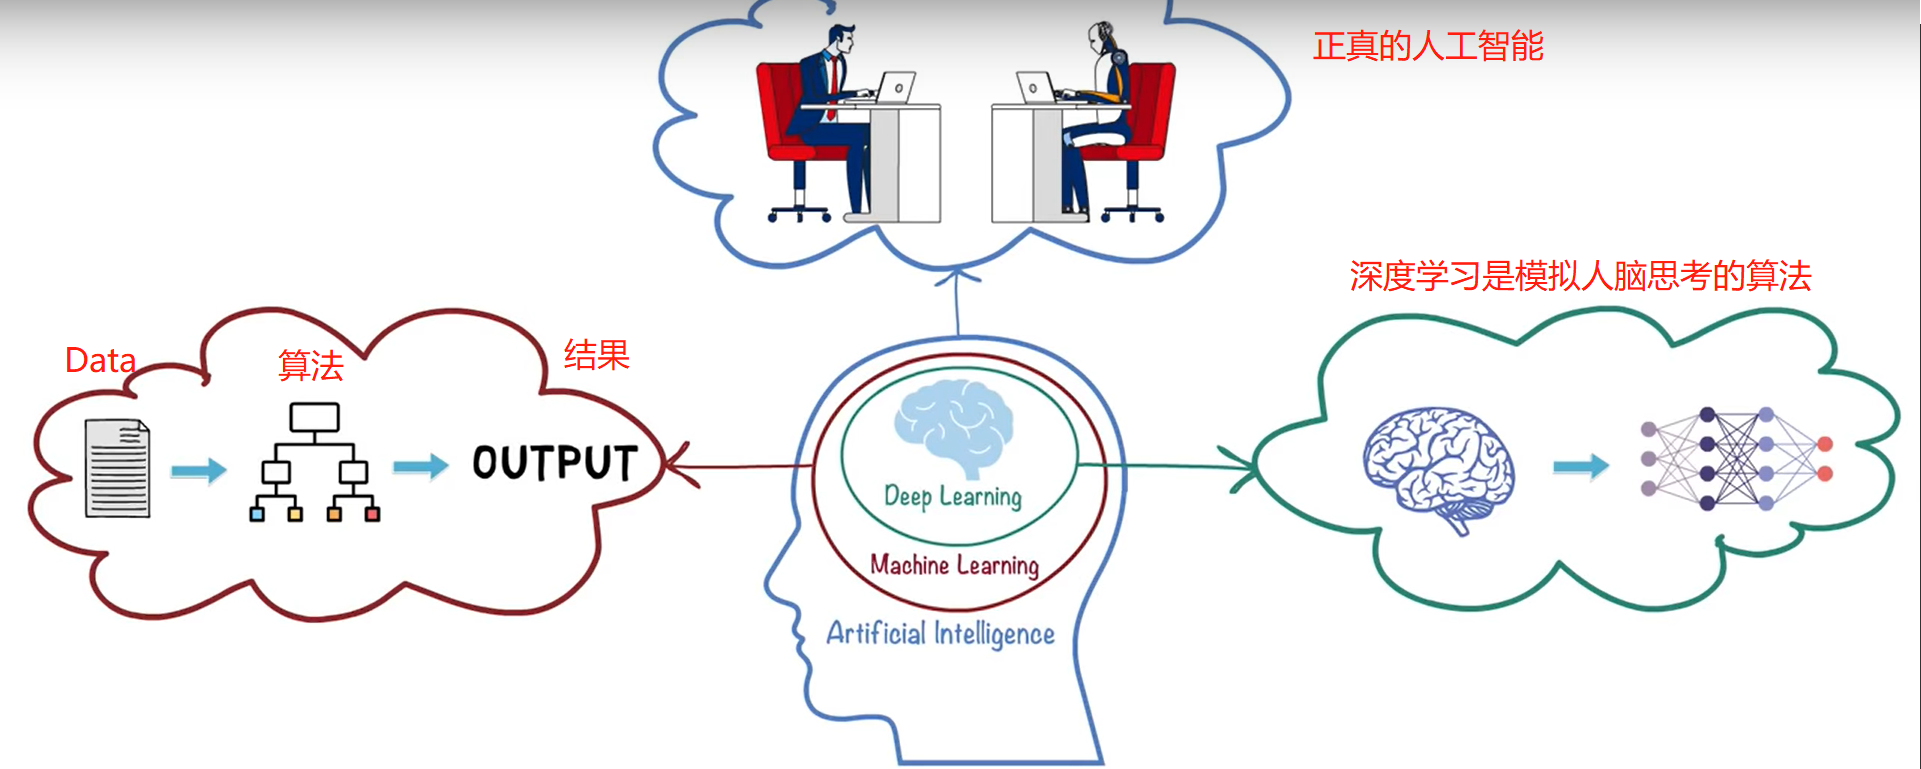 正真的人工智能
深度学习是模拟人脑思考的算法
Data
算法
结果
OUTPUT
Deep Learning
Machine Learning
Artificial Intelligence